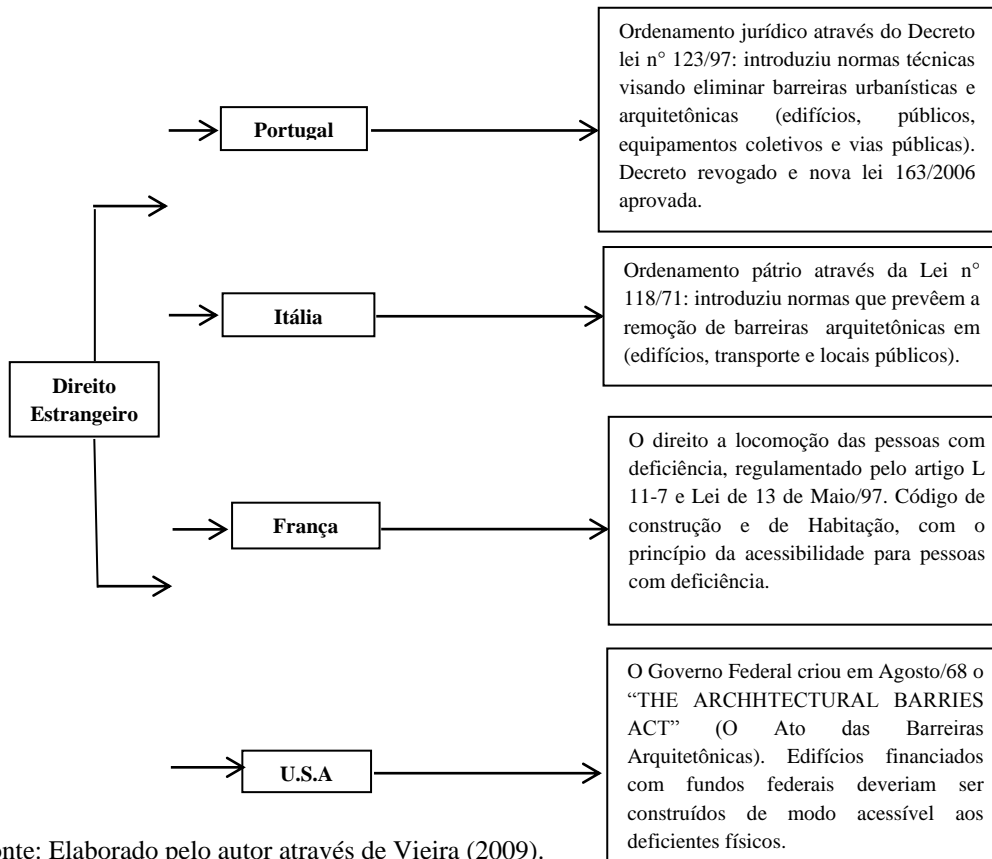 Ordenamento jurídico através do Decreto
lei n° 123/97: introduziu normas técnicas
visando eliminar barreiras urbanísticas e
arquitetônicas (edifícios, públicos,
equipamentos coletivos e vias públicas).
Decreto revogado e nova lei 163/2006
aprovada.
Portugal
Ordenamento pátrio através da Lei n°
118/71: introduziu normas que prevêem a
remoção de barreiras arquitetônicas em
(edifícios, transporte e locais públicos).
Itália
Direito
Estrangeiro
O direito a locomoção das pessoas com
deficiência, regulamentado pelo artigo L
11-7 e Lei de 13 de Maio/97. Código de
construção e de Habitação, com o
princípio da acessibilidade para pessoas
com deficiência.
França
O Governo Federal criou em Agosto/68 o
“THE ARCHHTECTURAL BARRIES
ACT” (O Ato das Barreiras
Arquitetônicas). Edifícios financiados
com fundos federais deveriam ser
construídos de modo acessível aos
deficientes físicos.
U.S.A
onte: Elaborado pelo autor através de Vieira (2009).